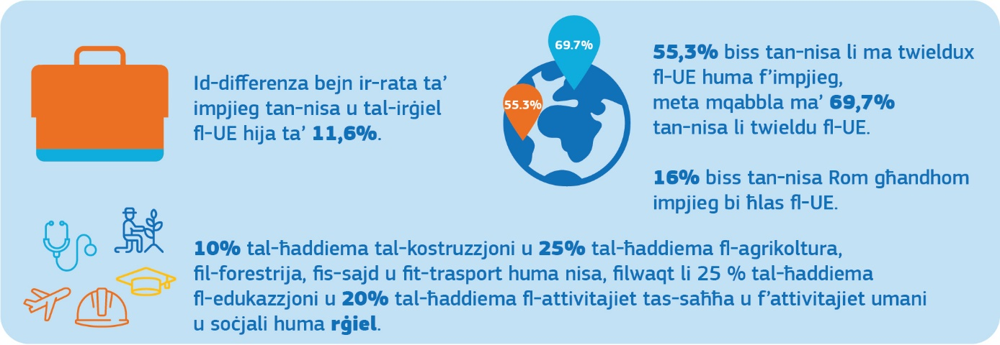 Id-differenza bejn ir-rata ta’
impjieg tan-nisa u tal-irġiel
fl-UE hija ta’ 11,6%.
69.7%
55.3%
55,3% biss tan-nisa li ma twieldux
fl-UE huma f’impjieg,
meta mqabbla ma’ 69,7%
tan-nisa li twieldu fl-UE.
16% biss tan-nisa Rom għandhom
impjieg bi ħlas fl-UE.
10% tal-ħaddiema tal-kostruzzjoni u 25% tal-ħaddiema fl-agrikoltura,
fil-forestrija, fis-sajd u fit-trasport huma nisa, filwaqt li 25 % tal-ħaddiema
fl-edukazzjoni u 20% tal-ħaddiema fl-attivitajiet tas-saħħa u f’attivitajiet umani
u soċjali huma rġiel.